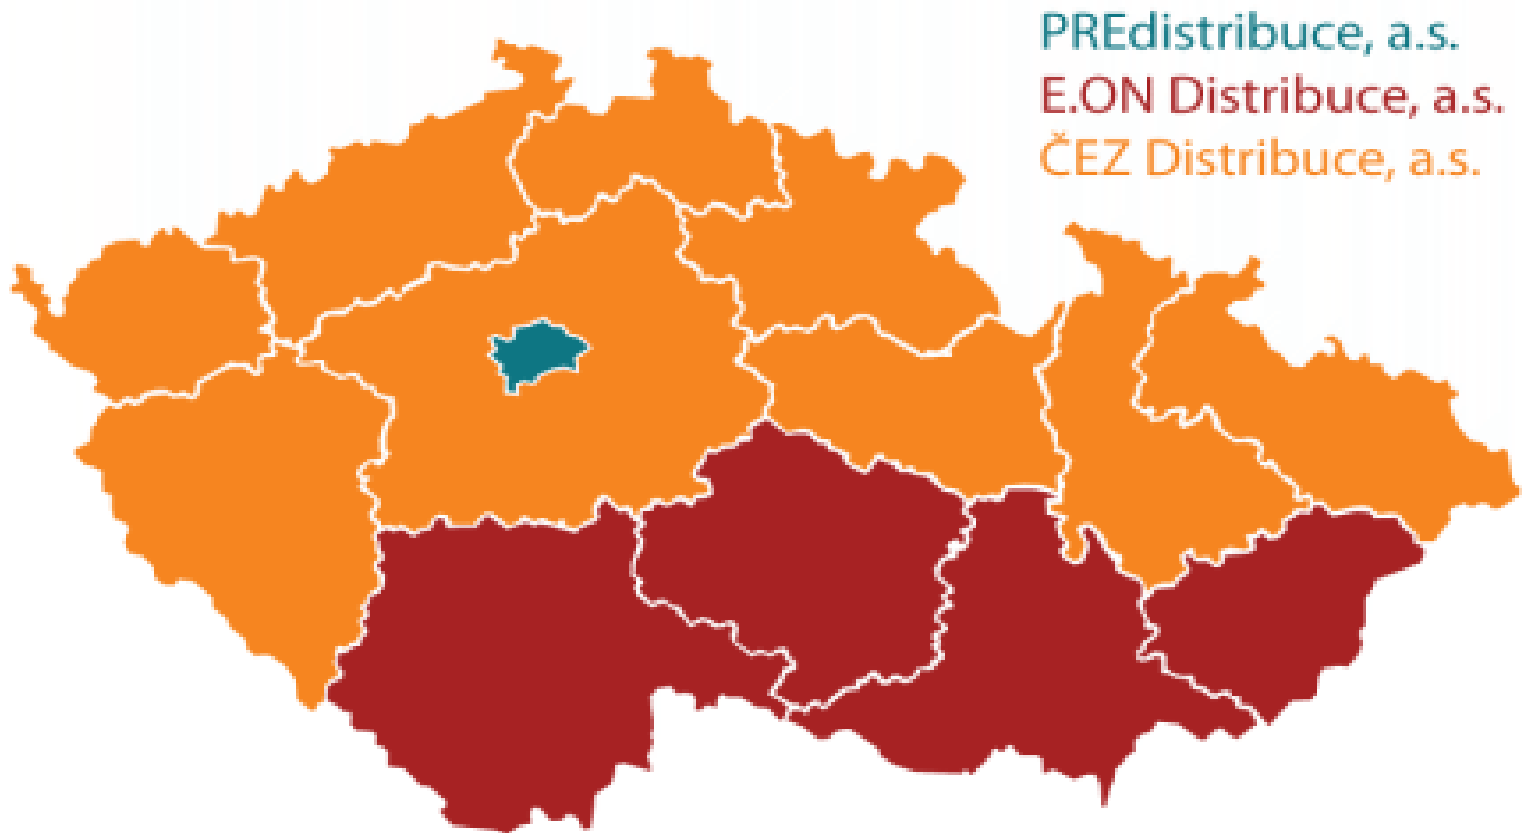 PREdistribuce, a.s.
E.ON Distribuce, a.s.
ČEZ Distribuce, a.s.